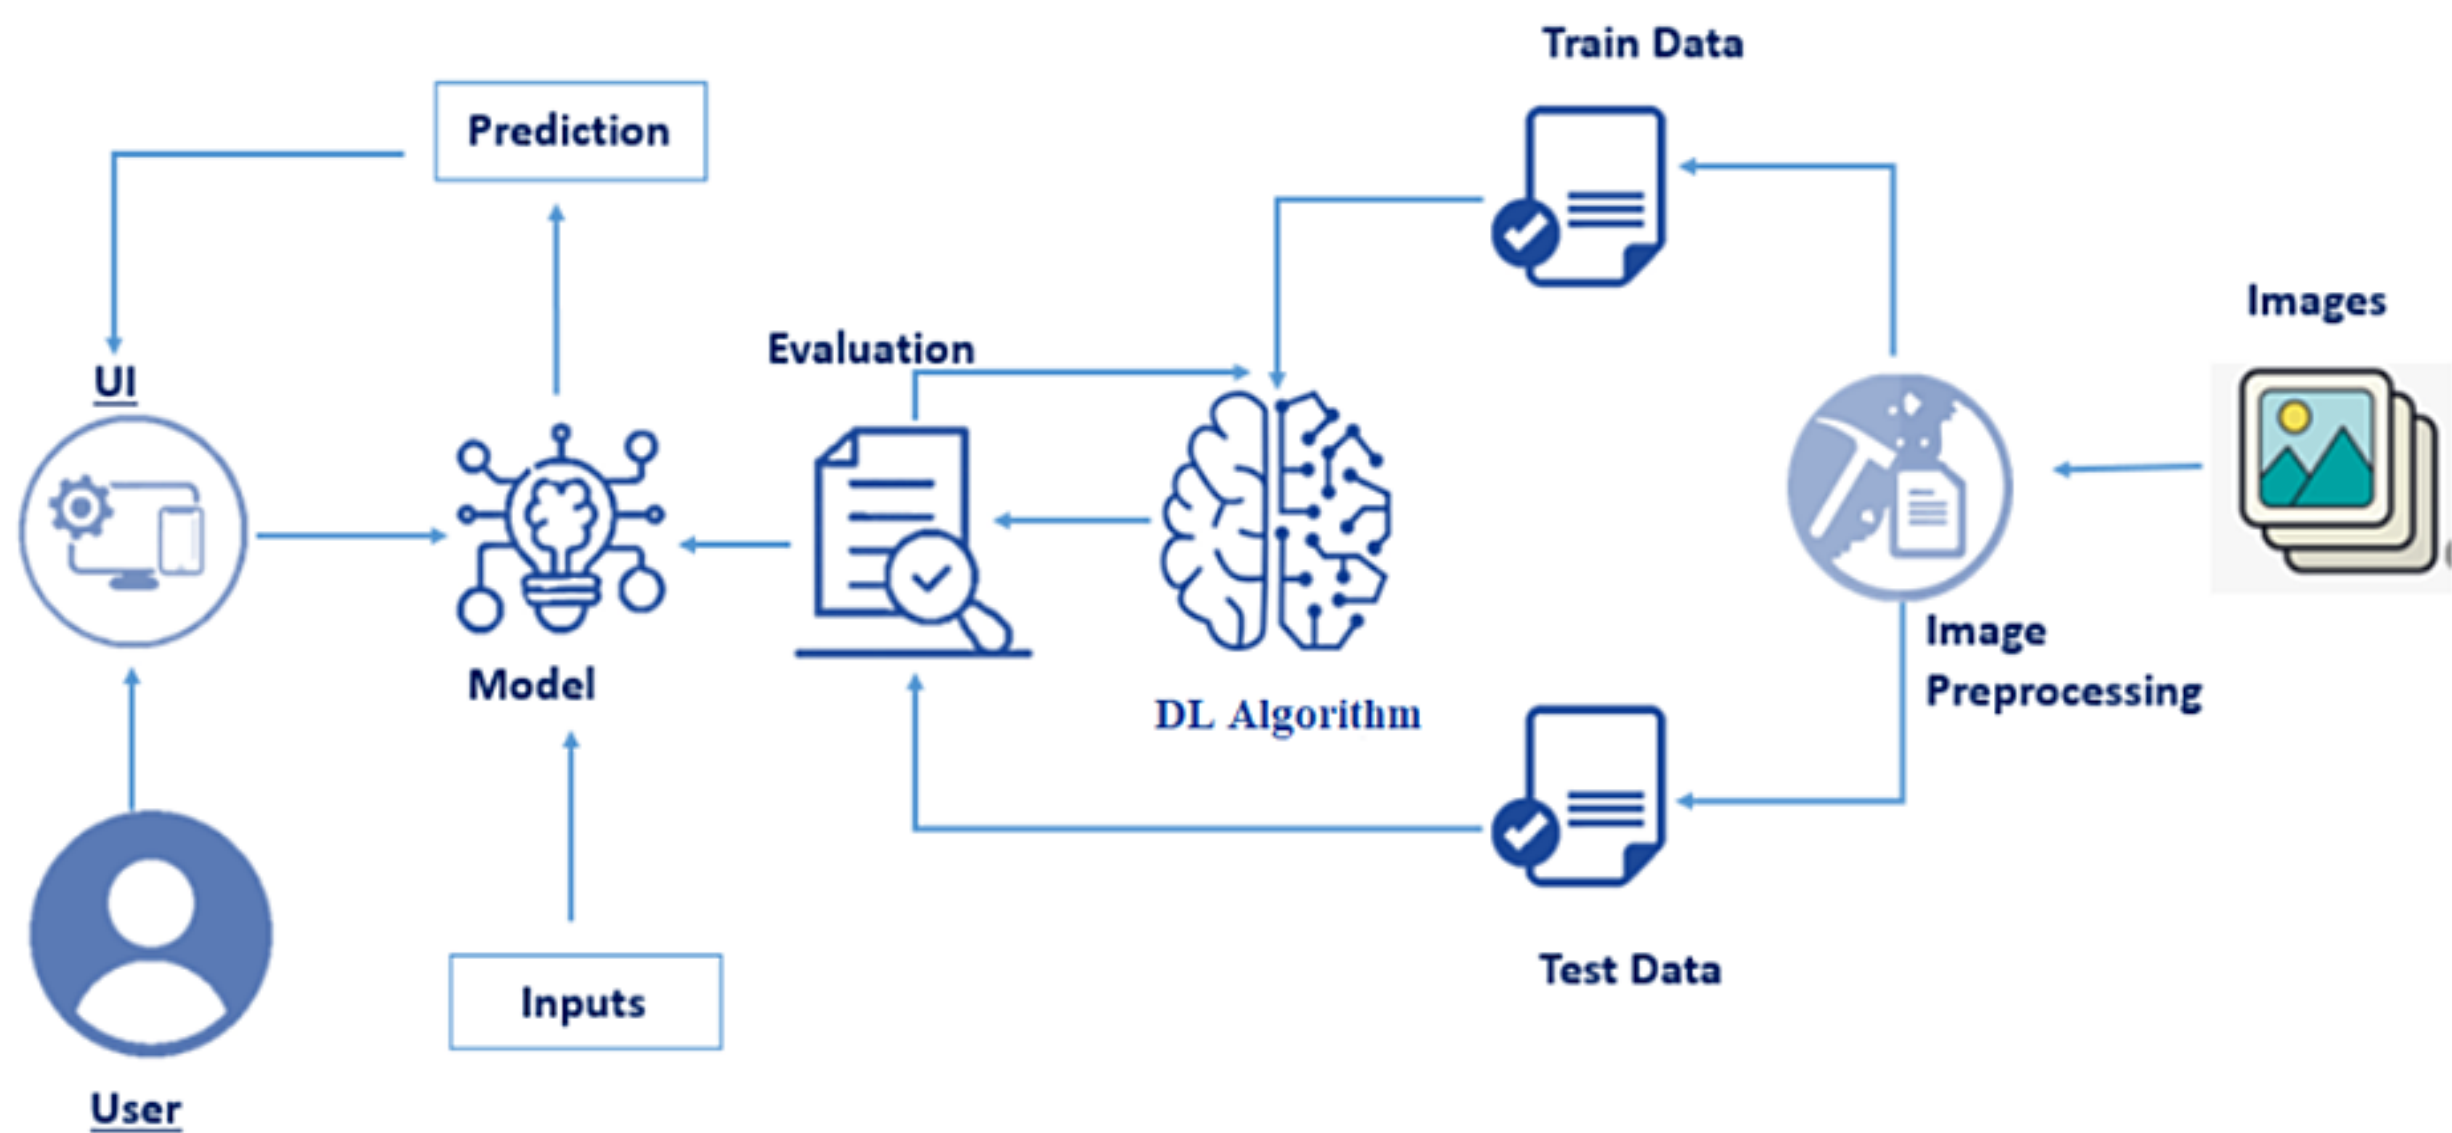 Train Data
Prediction
Images
Evaluation
UI
Image
Preprocessing
Model
DL Algorithm
Test Data
Inputs
User